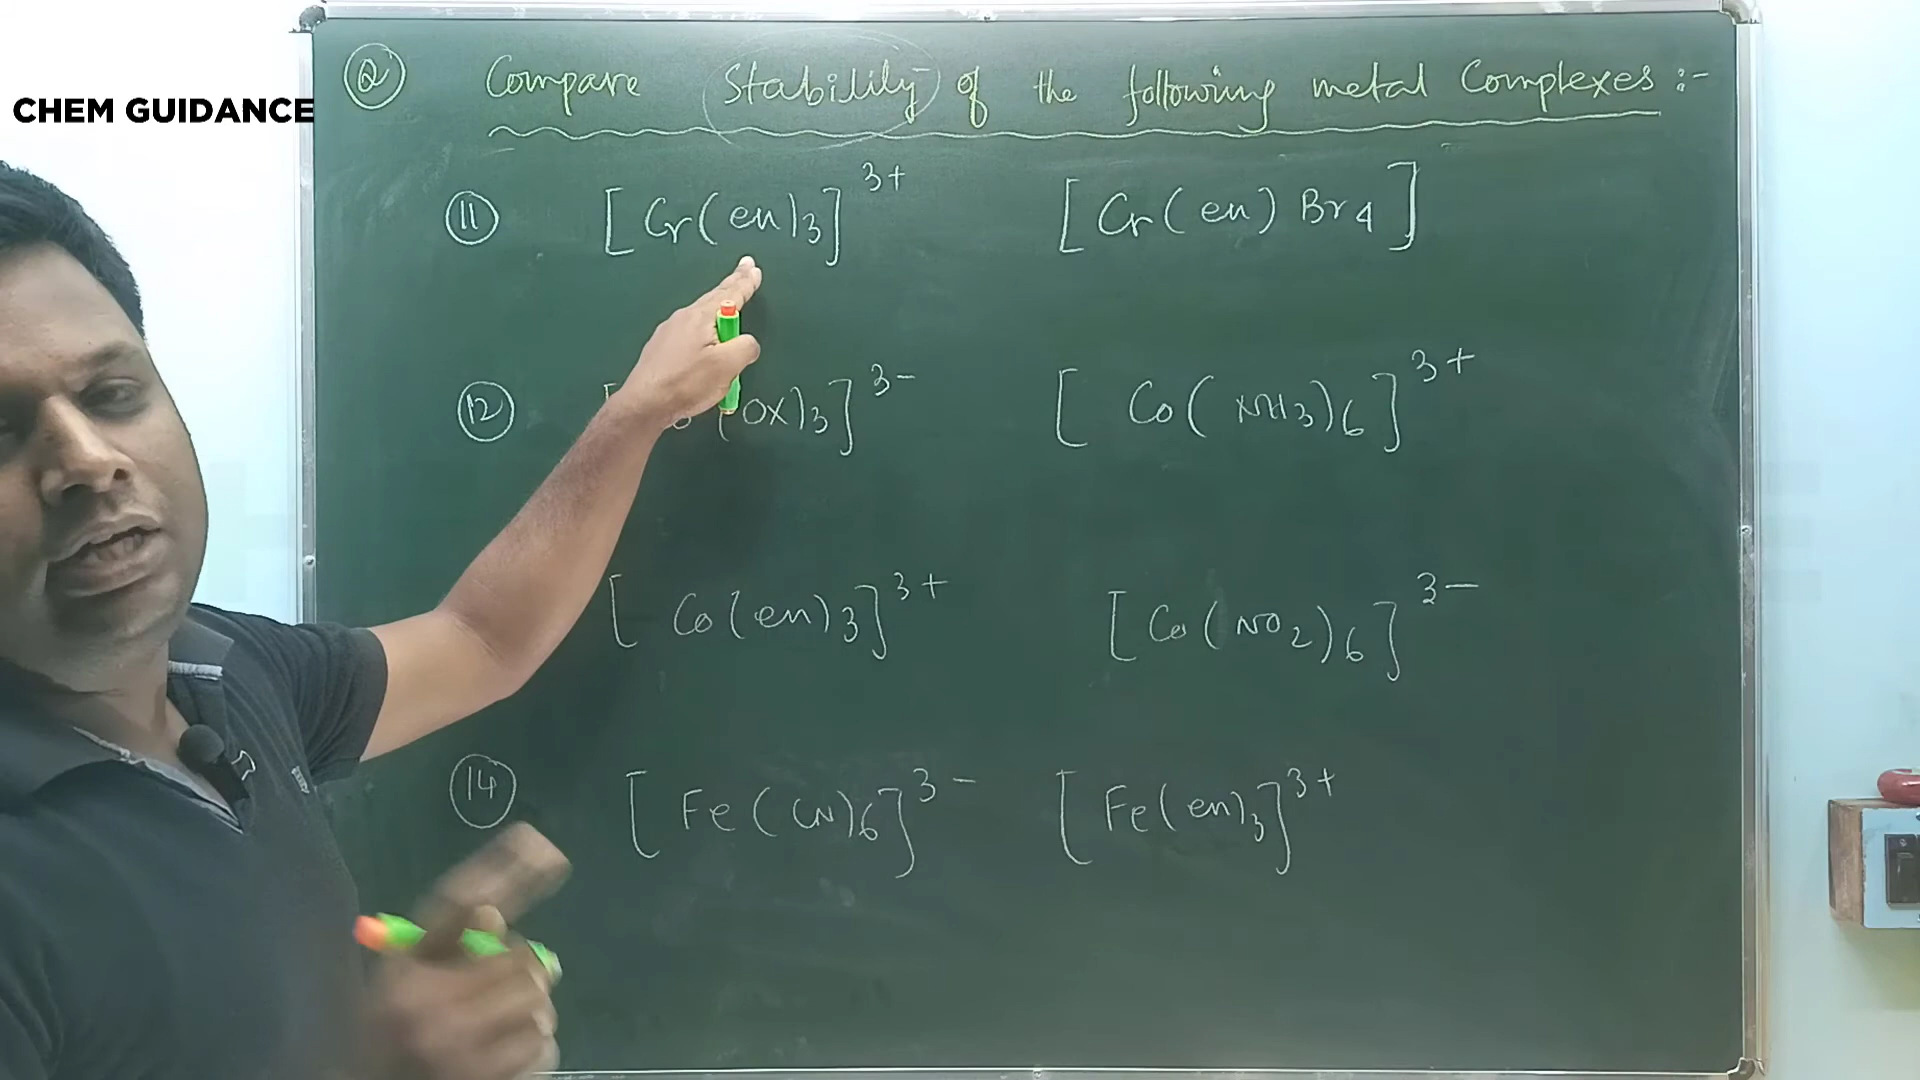 CHEM GUIDANCE
Q Compare Stability of the following metal Complexes :-
11 [Cr(en)3]3+ [Cr(en) Br4]
12 (ox)3]3- [Co(NH3)6]3+
[Co(en)3]3+ [Co(NO2)6]3-
14 [Fe(CN)6]3- [Fe(en)3]3+